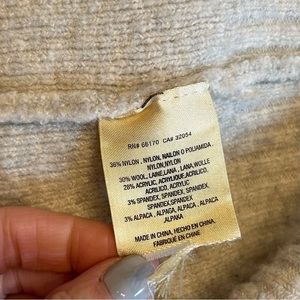 RN# 66170 CA# 32054
36% NYLON , NYLON, NAILON O POLIAMIDA ,
NYLON,NYLON
30% WOOL, LAINE ,LANA , LANA,WOLLE
28% ACRYLIC, ACRYLIQUE,ACRILICO,
ACRILICO, ACRYLIC
3% SPANDEX, SPANDEX,SPANDEX,
SPANDEX,SPANDEX
3% ALPACA , ALPAGA, ALPACA , ALPACA
,ALPAKA
MADE IN CHINA, HECHO EN CHINA,
FABRIQUE EN CHINE